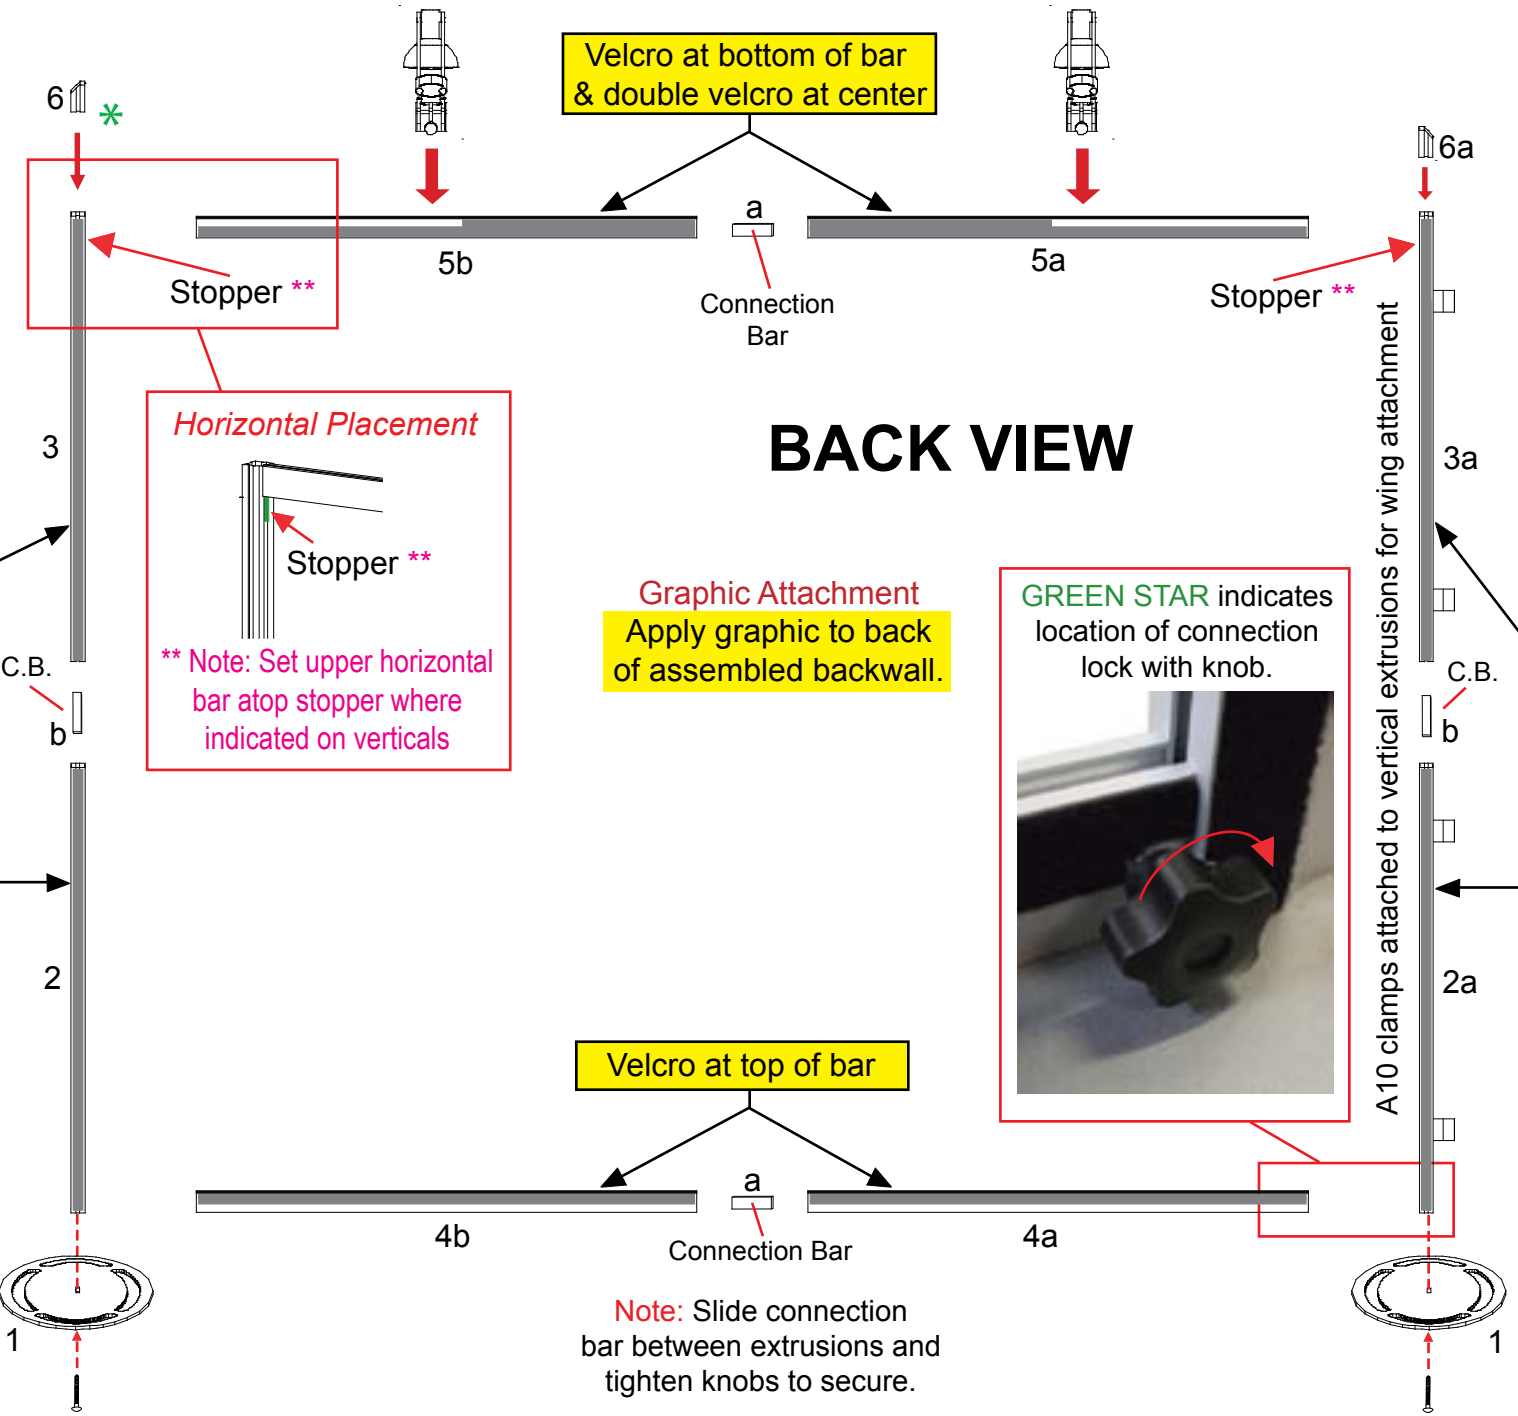 Velcro at bottom of bar
& double velcro at center
6
*
6a
a
5b
5a
Stopper **
Connection
Bar
Stopper **
Horizontal Placement
Stopper **
** Note: Set upper horizontal
bar atop stopper where
indicated on verticals
BACK VIEW
3
3a
A10 clamps attached to vertical extrusions for wing attachment
Graphic Attachment
Apply graphic to back
of assembled backwall.
GREEN STAR indicates
location of connection
lock with knob.
C.B.
b
C.B.
b
2
2a
Velcro at top of bar
a
4b
4a
Connection Bar
Note: Slide connection
bar between extrusions and
tighten knobs to secure.
1
1